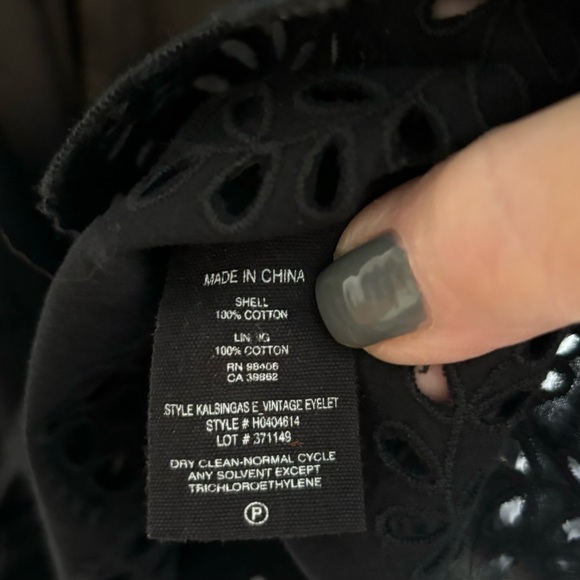 MADE IN CHINA
SHELL
100% COTTON
LINING
100% COTTON
RN 98406
CA 39862
STYLE KALSINGAS E_VINTAGE EYELET
STYLE # H0404614
LOT # 371149
DRY CLEAN-NORMAL CYCLE
ANY SOLVENT EXCEPT
TRICHLOROETHYLENE
P